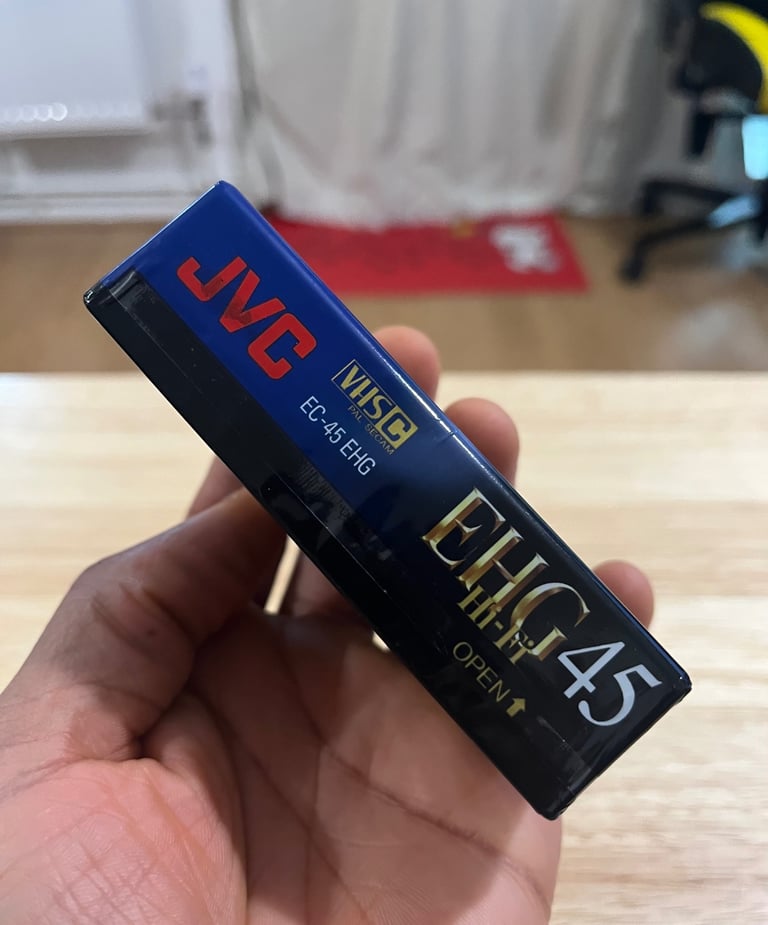 JVC
VHS C
PAL SECAM
EC-45 EHG
EHG 45
Hi-Fi
OPEN ⬆